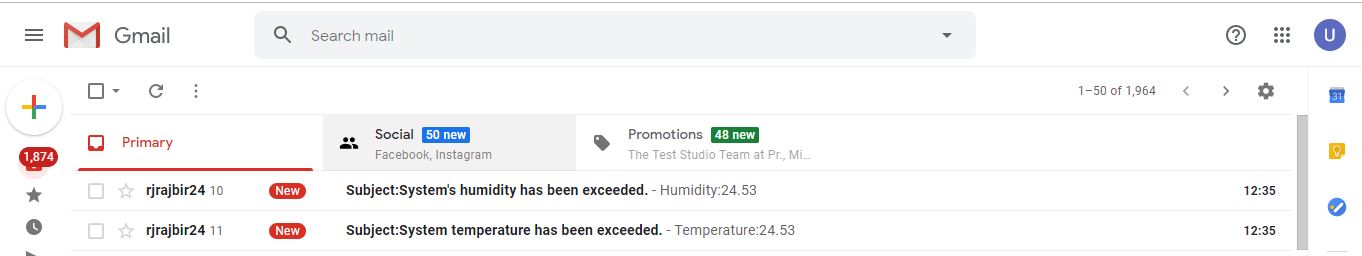 Gmail
Search mail
U
1–50 of 1,964
31
Primary
Social 50 new
Facebook, Instagram
Promotions 48 new
The Test Studio Team at Pr., Mi...
1,874
rjrajbir24 10 New Subject:System's humidity has been exceeded. - Humidity:24.53 12:35
rjrajbir24 11 New Subject:System temperature has been exceeded. - Temperature:24.53 12:35